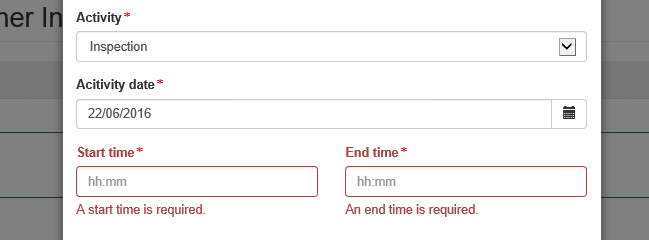 ner In
Activity*
Inspection
Acitivity date*
22/06/2016
Start time* End time*
hh:mm hh:mm
A start time is required. An end time is required.